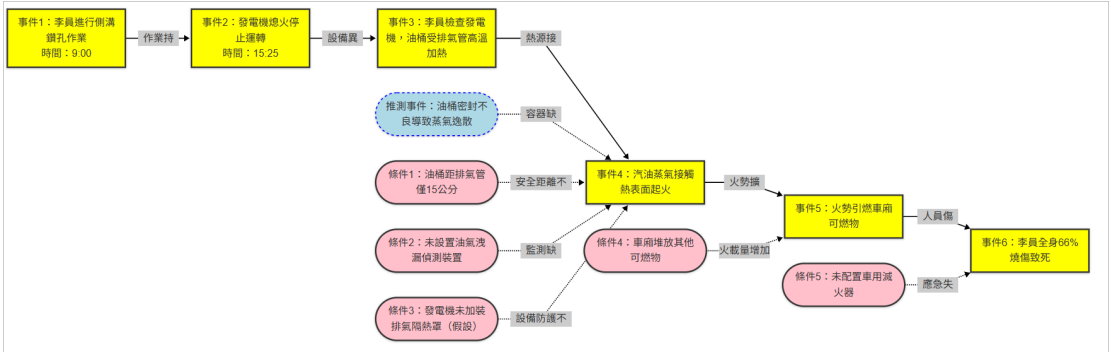 事件1：李員進行側溝
鑽孔作業
時間：9:00
作業持
事件2：發電機熄火停
止運轉
時間：15:25
設備異
事件3：李員檢查發電
機，油桶受排氣管高溫
加熱
熱源接
推測事件：油桶密封不
良導致蒸氣逸散
容器缺
條件1：油桶距排氣管
僅15公分
安全距離不
事件4：汽油蒸氣接觸
熱表面起火
火勢擴
事件5：火勢引燃車廂
可燃物
人員傷
事件6：李員全身66%
燒傷致死
條件2：未設置油氣洩
漏偵測裝置
監測缺
條件4：車廂堆放其他
可燃物
火載量增加
條件5：未配置車用滅
火器
應急失
條件3：發電機未加裝
排氣隔熱罩（假設）
設備防護不